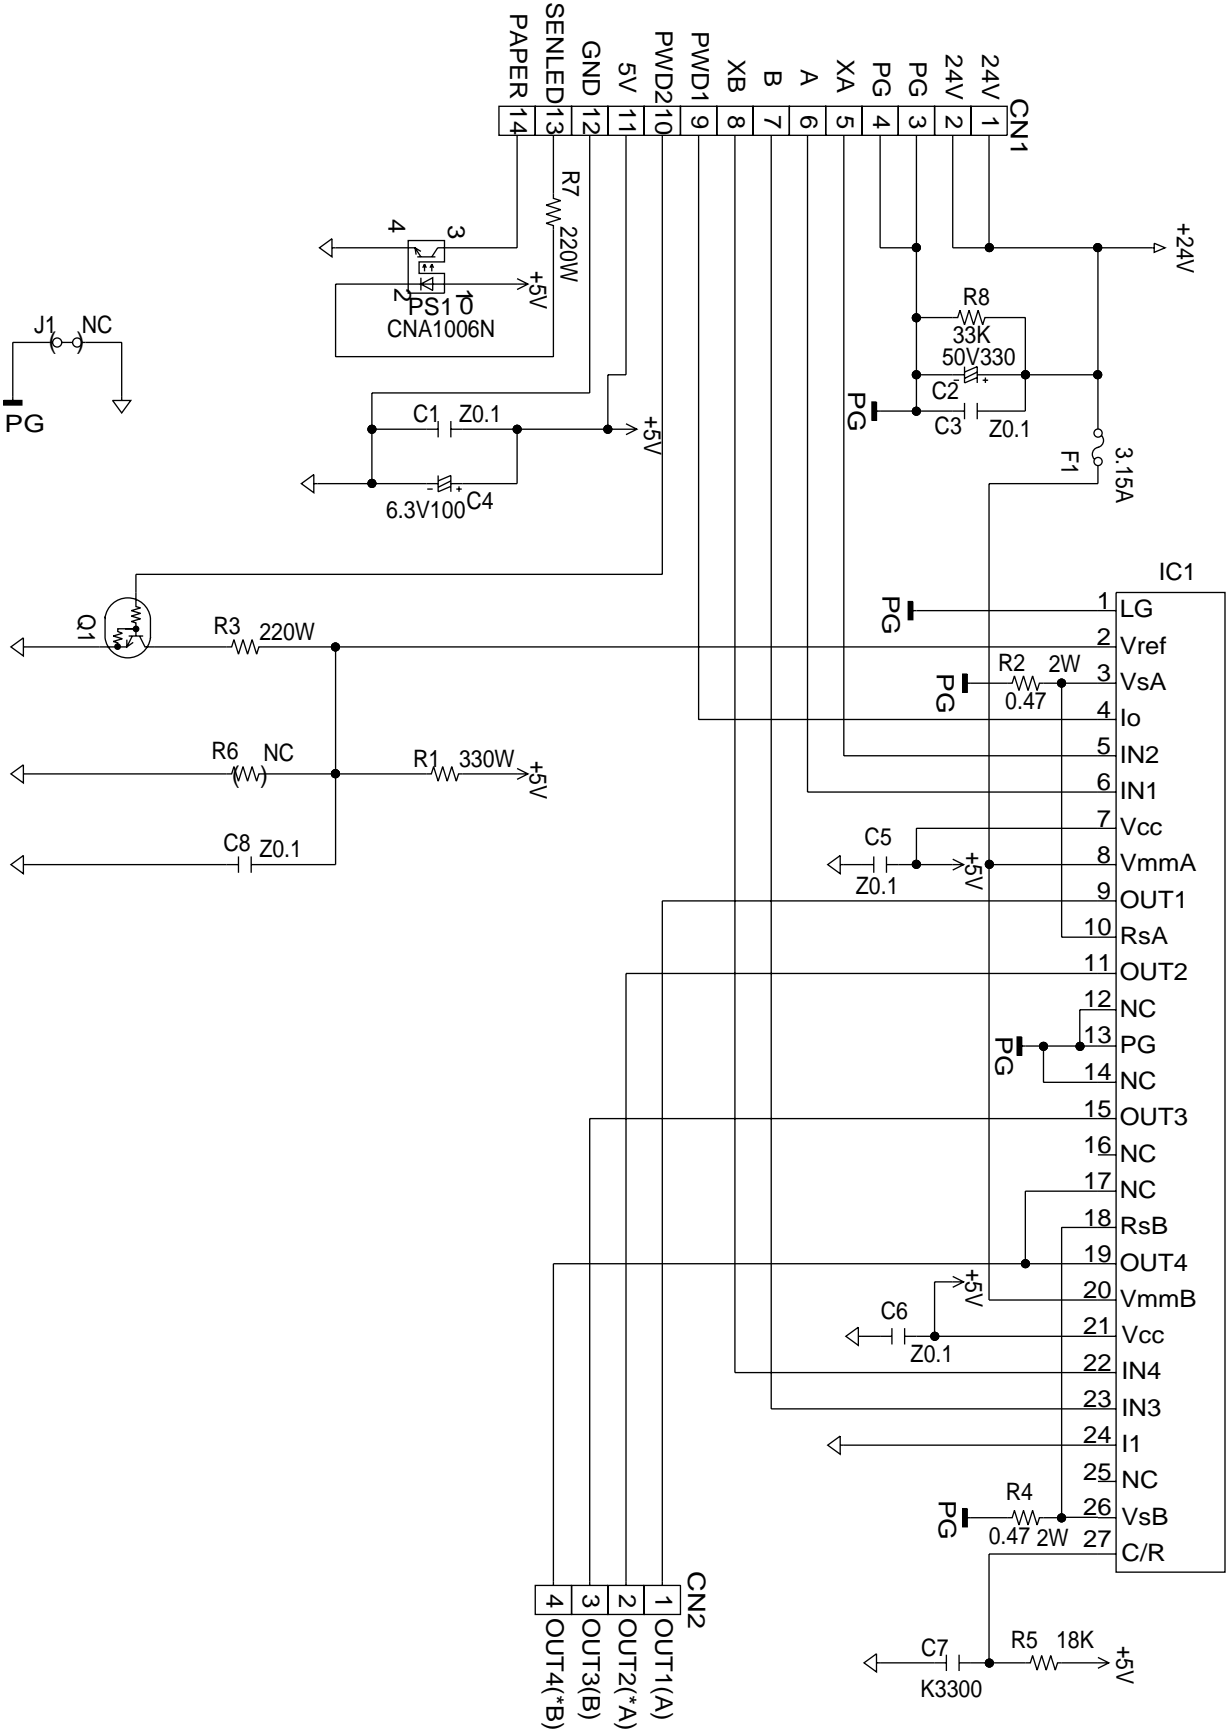 CN1
24V 1
24V 2
PG 3
PG 4
XA 5
A 6
B 7
XB 8
PWD1 9
PWD2 10
5V 11
GND 12
SENLED 13
PAPER 14
+24V
R7
220W
4
3
2
1 0
PS1
CNA1006N
+5V
J1
NC
PG
R8
33K
50V330
C2
- +
C3
Z0.1
PG
F1
3.15A
C1
Z0.1
+5V
- +
6.3V100
C4
Q1
R3
220W
R6
NC
R1
330W
+5V
C8
Z0.1
IC1
PG
1 LG
2 Vref
PG
R2
2W
0.47
3 VsA
4 Io
5 IN2
6 IN1
7 Vcc
C5
Z0.1
+5V
8 VmmA
9 OUT1
10 RsA
11 OUT2
12 NC
PG
13 PG
14 NC
15 OUT3
16 NC
17 NC
18 RsB
19 OUT4
20 VmmB
+5V
C6
Z0.1
21 Vcc
22 IN4
23 IN3
24 I1
25 NC
PG
R4
0.47
2W
26 VsB
27 C/R
CN2
1 OUT1(A)
2 OUT2(*A)
3 OUT3(B)
4 OUT4(*B)
C7
K3300
R5
18K
+5V